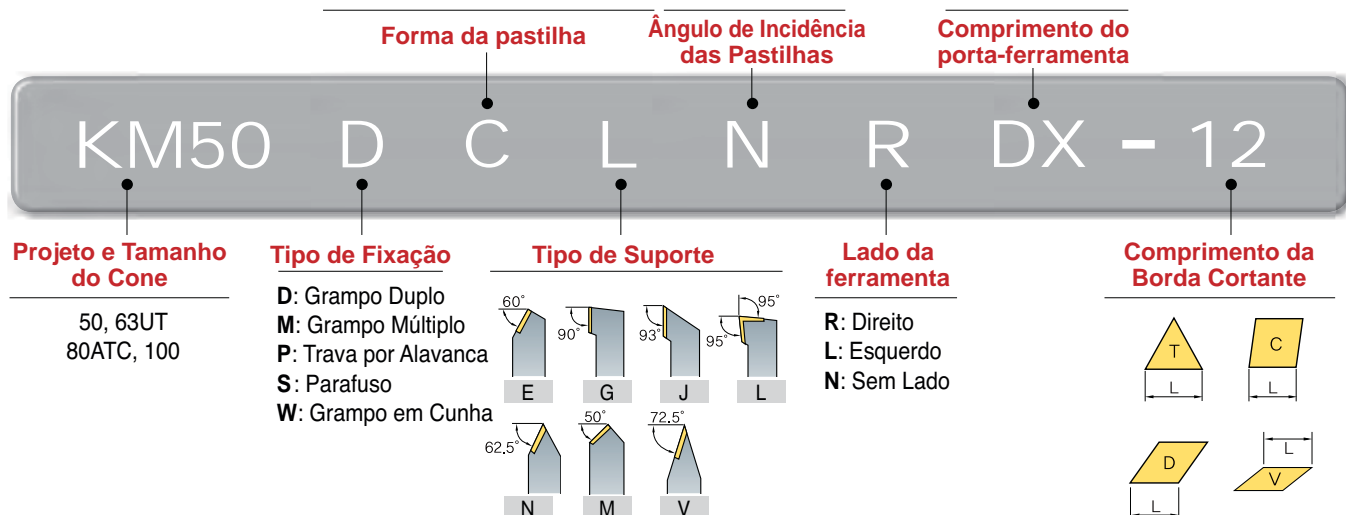 Forma da pastilha
Ângulo de Incidência
das Pastilhas
Comprimento do
porta-ferramenta
KM50 D C L N R DX - 12
Projeto e Tamanho
do Cone
50, 63UT
80ATC, 100
Tipo de Fixação
D: Grampo Duplo
M: Grampo Múltiplo
P: Trava por Alavanca
S: Parafuso
W: Grampo em Cunha
Tipo de Suporte
60°
90°
93°
95°
95°
E G J L
62.5°
50°
72.5°
N M V
Lado da
ferramenta
R: Direito
L: Esquerdo
N: Sem Lado
Comprimento da
Borda Cortante
T C
L L
D V
L L